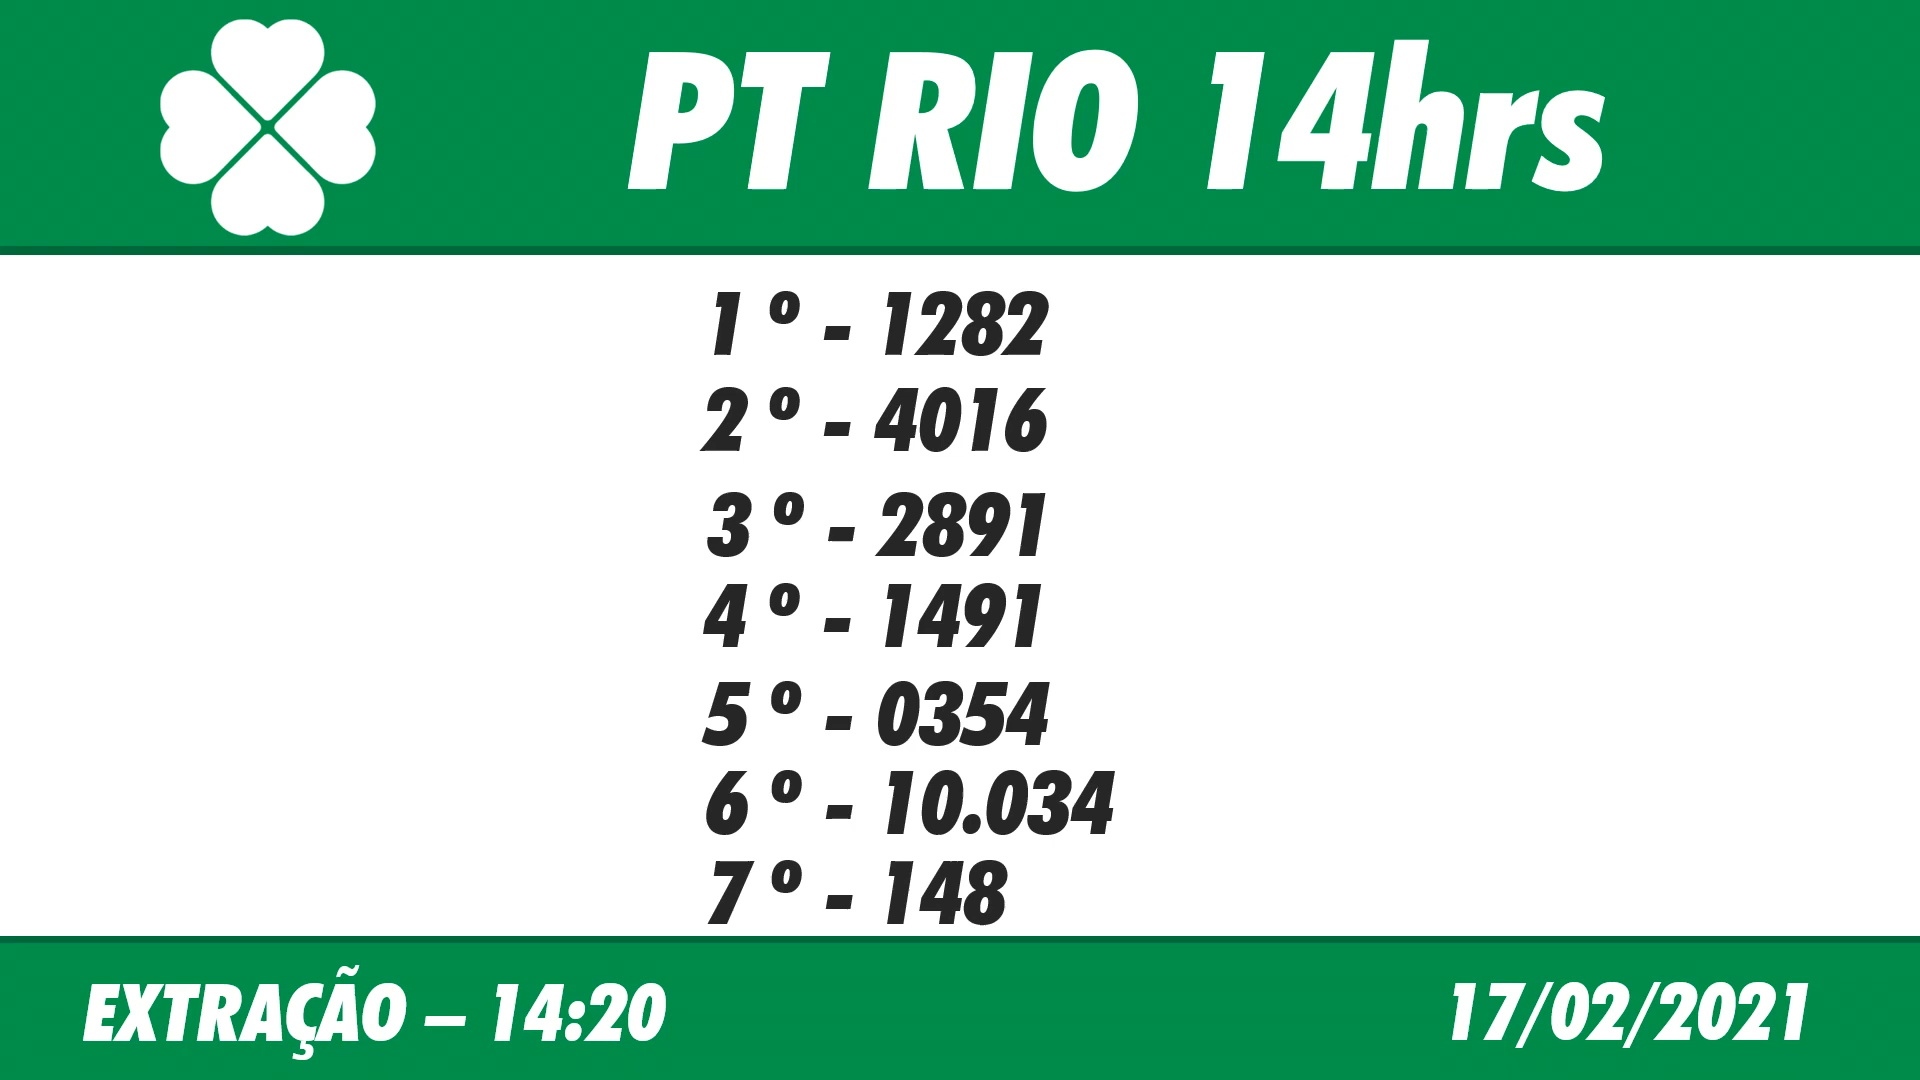 PT RIO 14hrs
1 º - 1282
2 º - 4016
3 º - 2891
4 º - 1491
5 º - 0354
6 º - 10.034
7 º - 148
EXTRAÇÃO – 14:20
17/02/2021